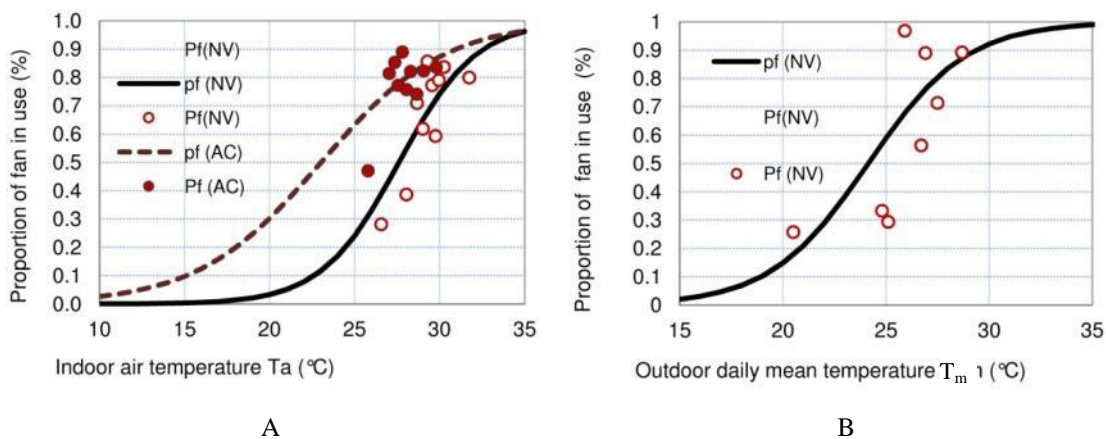 Proportion of fan in use (%)
1.0
0.9
0.8
0.7
0.6
0.5
0.4
0.3
0.2
0.1
0.0
Pf(NV)
pf (NV)
Pf(NV)
pf (AC)
Pf (AC)
10 15 20 25 30 35
Indoor air temperature Ta (°C)
A
Proportion of fan in use (%)
1
0.9
0.8
0.7
0.6
0.5
0.4
0.3
0.2
0.1
0
pf (NV)
Pf(NV)
Pf (NV)
15 20 25 30 35
Outdoor daily mean temperature Tm ı (°C)
B